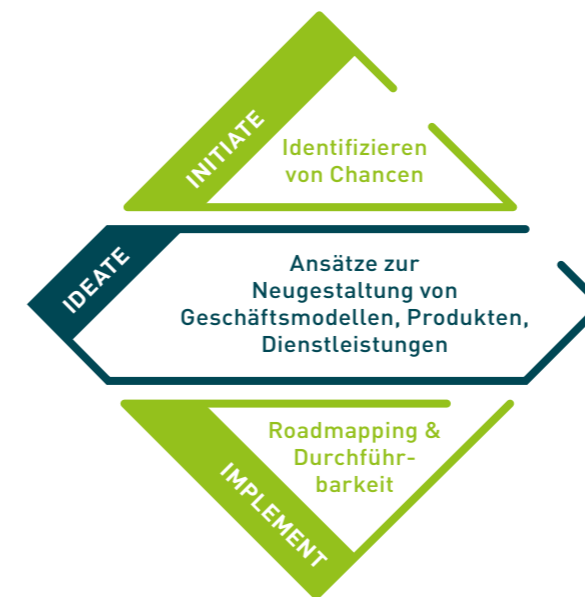 INITIATE
Identifizieren
von Chancen
IDEATE
Ansätze zur
Neugestaltung von
Geschäftsmodellen, Produkten,
Dienstleistungen
IMPLEMENT
Roadmapping &
Durchführ-
barkeit